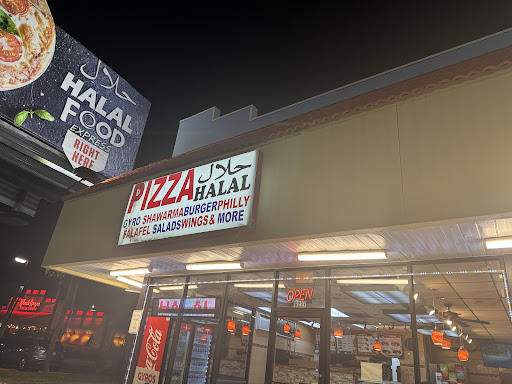 حلال
HALAL
FOOD
EXPRESS
RIGHT
HERE
PIZZA
حلال
HALAL
GYRO SHAWARMA BURGER PHILLY
FALAFEL SALADS WINGS & MORE
OPEN
Coca-Cola
GYROS